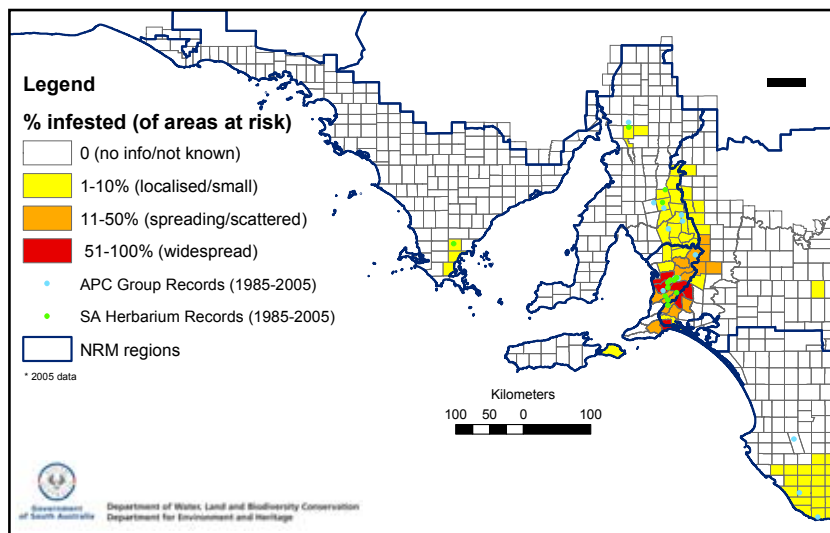 Legend
% infested (of areas at risk)
0 (no info/not known)
1-10% (localised/small)
11-50% (spreading/scattered)
51-100% (widespread)
APC Group Records (1985-2005)
SA Herbarium Records (1985-2005)
NRM regions
* 2005 data
Kilometers
100 50 0 100
Government
of South Australia
Department of Water, Land and Biodiversity Conservation
Department for Environment and Heritage